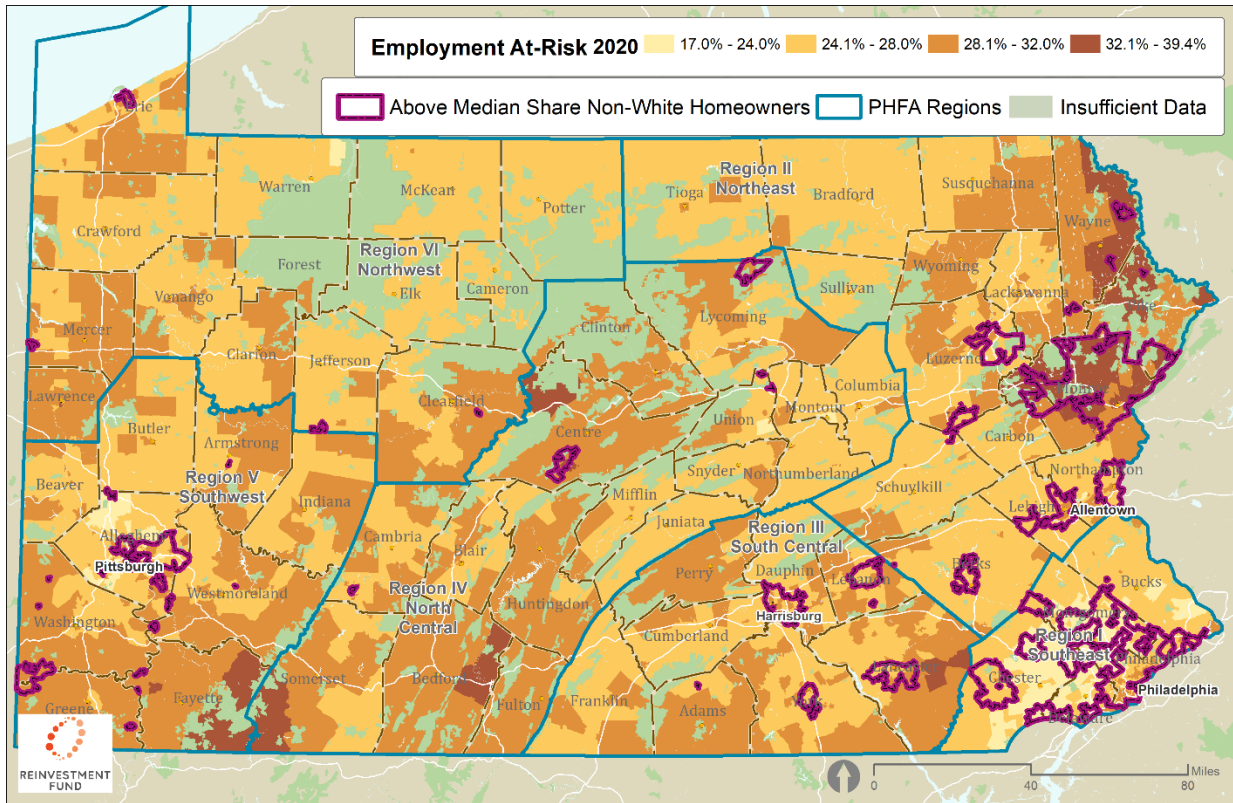 Employment At-Risk 2020 17.0% - 24.0% 24.1% - 28.0% 28.1% - 32.0% 32.1% - 39.4%
Above Median Share Non-White Homeowners PHFA Regions Insufficient Data
Erie
Warren
McKean
Potter
Tioga
Region II
Northeast
Bradford
Susquehanna
Wayne
Crawford
Forest
Region VI
Northwest
Elk
Cameron
Sullivan
Wyoming
Lackawanna
Pike
Venango
Mercer
Clarion
Jefferson
Clinton
Lycoming
Luzerne
Monroe
Lawrence
Butler
Armstrong
Clearfield
Centre
Union
Montour
Columbia
Carbon
Beaver
Region V
Southwest
Indiana
Snyder
Northumberland
Schuylkill
Northampton
Lehigh
Allentown
Allegheny
Pittsburgh
Cambria
Blair
Mifflin
Juniata
Region III
South Central
Perry
Dauphin
Lebanon
Berks
Bucks
Westmoreland
Washington
Region IV
North
Central
Huntingdon
Cumberland
Harrisburg
Montgomery
Region I
Southeast
Philadelphia
Philadelphia
Greene
Fayette
Somerset
Bedford
Fulton
Franklin
Adams
York
Lancaster
Chester
Delaware
REINVESTMENT
FUND
Miles
0 40 80